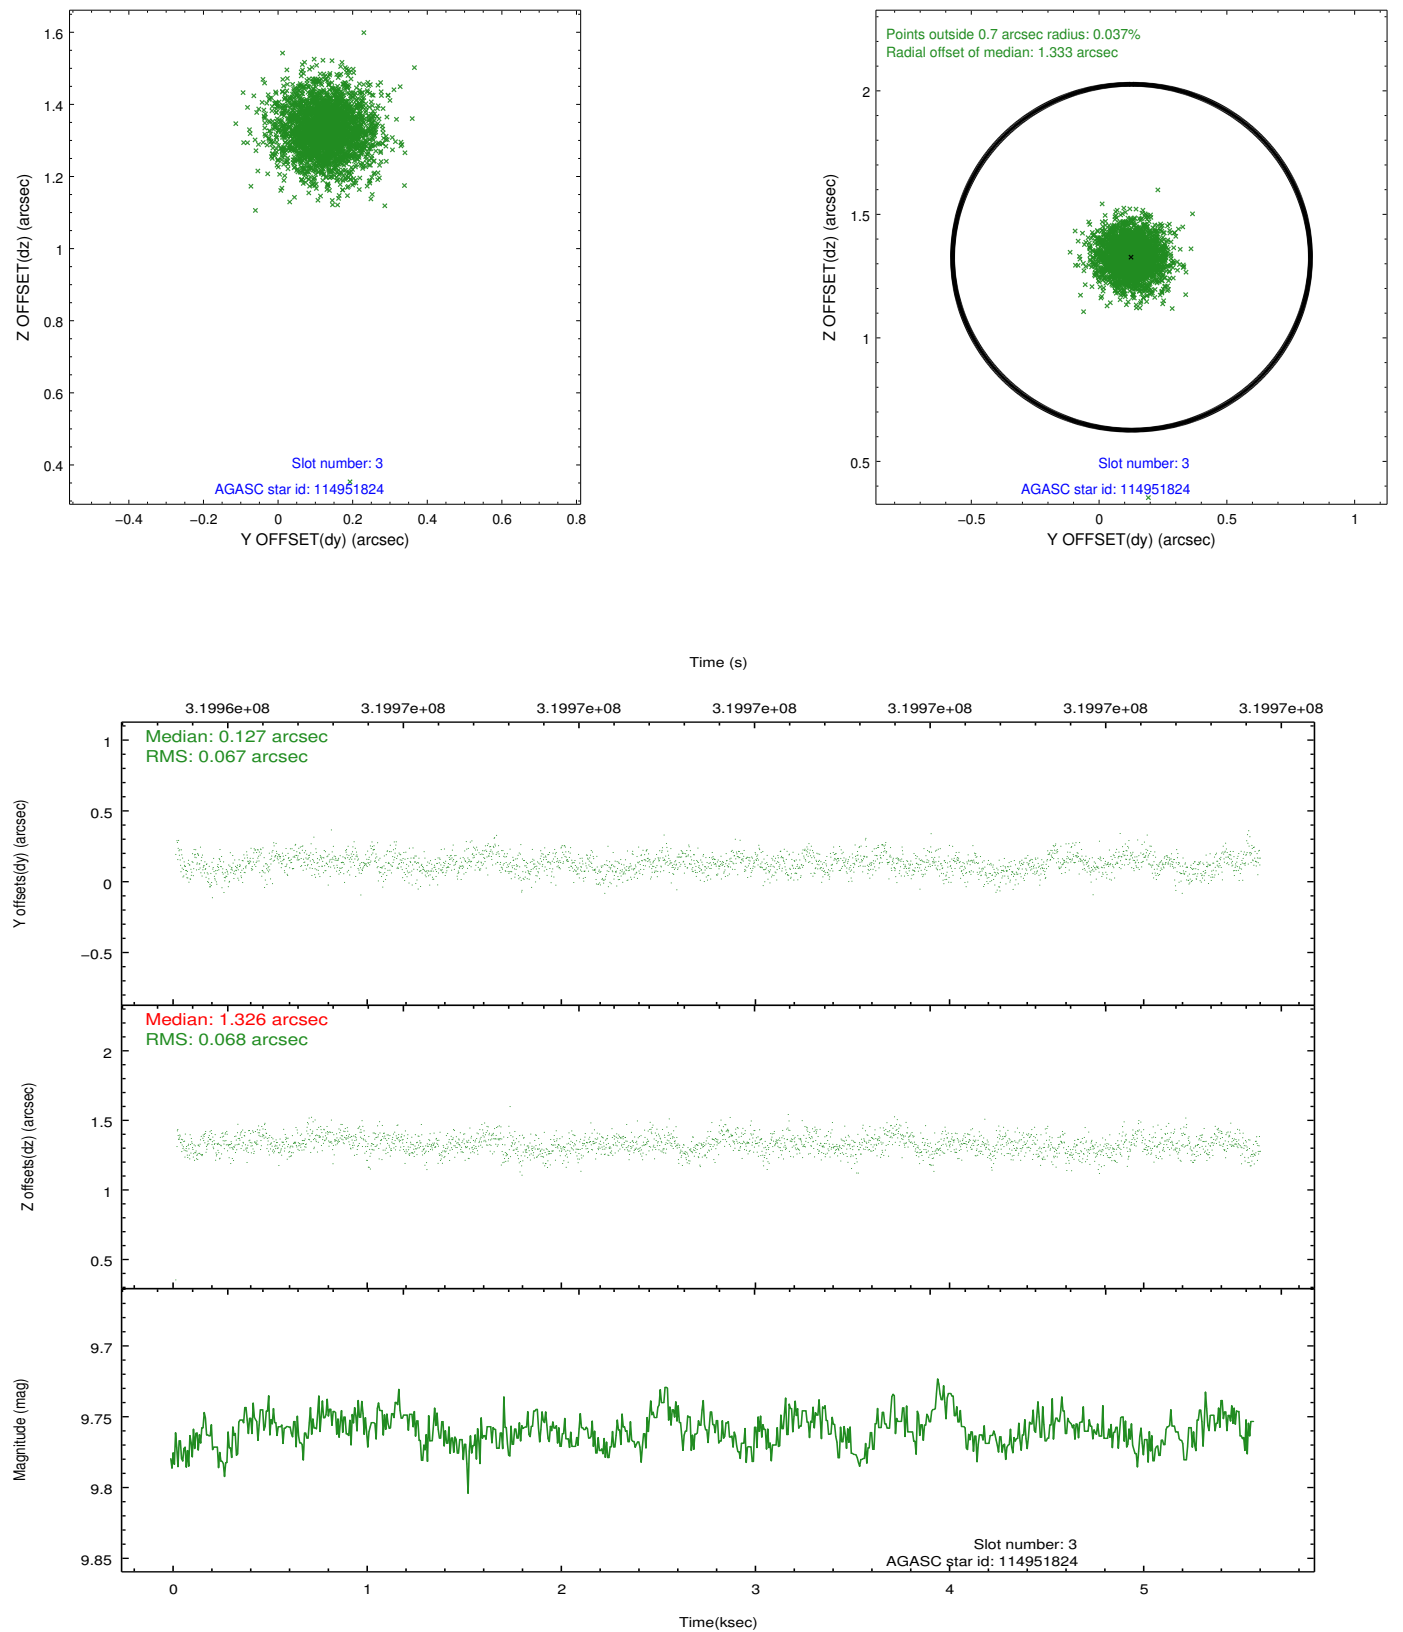 1.6
1.4
1.2
1
0.8
0.6
0.4
Z OFFSET(dz) (arcsec)
Slot number: 3
AGASC star id: 114951824
−0.4 −0.2 0 0.2 0.4 0.6 0.8
Y OFFSET(dy) (arcsec)
Points outside 0.7 arcsec radius: 0.037%
Radial offset of median: 1.333 arcsec
2
1.5
1
0.5
Z OFFSET(dz) (arcsec)
Slot number: 3
AGASC star id: 114951824
−0.5 0 0.5 1
Y OFFSET(dy) (arcsec)
Time (s)
3.1996e+08 3.1997e+08 3.1997e+08 3.1997e+08 3.1997e+08 3.1997e+08 3.1997e+08
Median: 0.127 arcsec
RMS: 0.067 arcsec
1
0.5
0
−0.5
Y offsets(dy) (arcsec)
Median: 1.326 arcsec
RMS: 0.068 arcsec
2
1.5
1
0.5
Z offsets(dz) (arcsec)
9.7
9.75
9.8
9.85
Magnitude (mag)
Slot number: 3
AGASC star id: 114951824
0 1 2 3 4 5
Time(ksec)